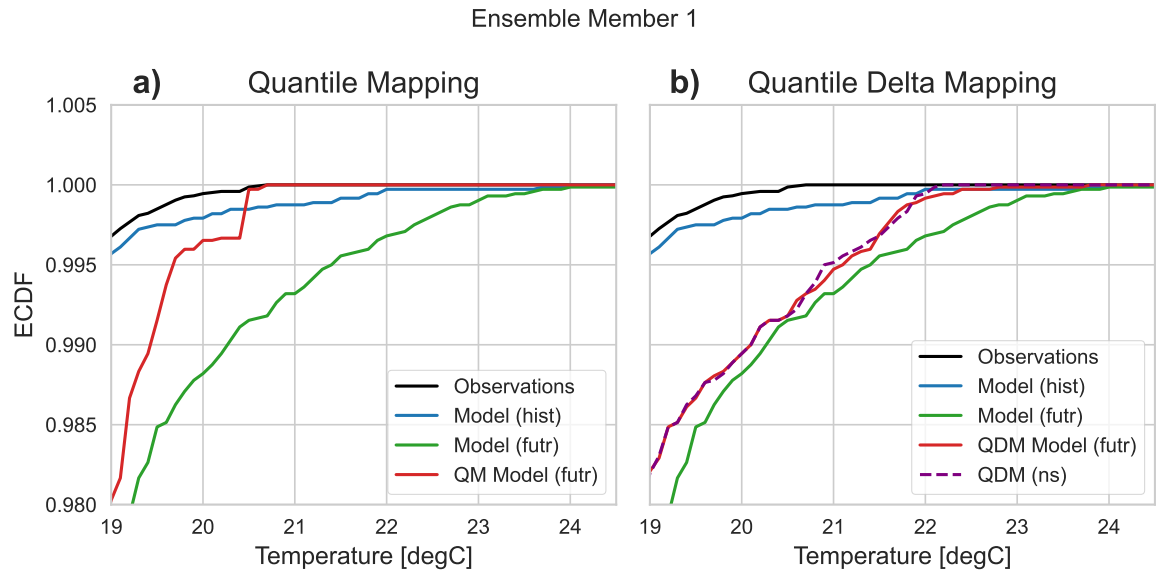 Ensemble Member 1
a) Quantile Mapping
1.005
1.000
0.995
0.990
0.985
0.980
ECDF
19 20 21 22 23 24
Temperature [degC]
Observations
Model (hist)
Model (futr)
QM Model (futr)
b) Quantile Delta Mapping
19 20 21 22 23 24
Temperature [degC]
Observations
Model (hist)
Model (futr)
QDM Model (futr)
QDM (ns)